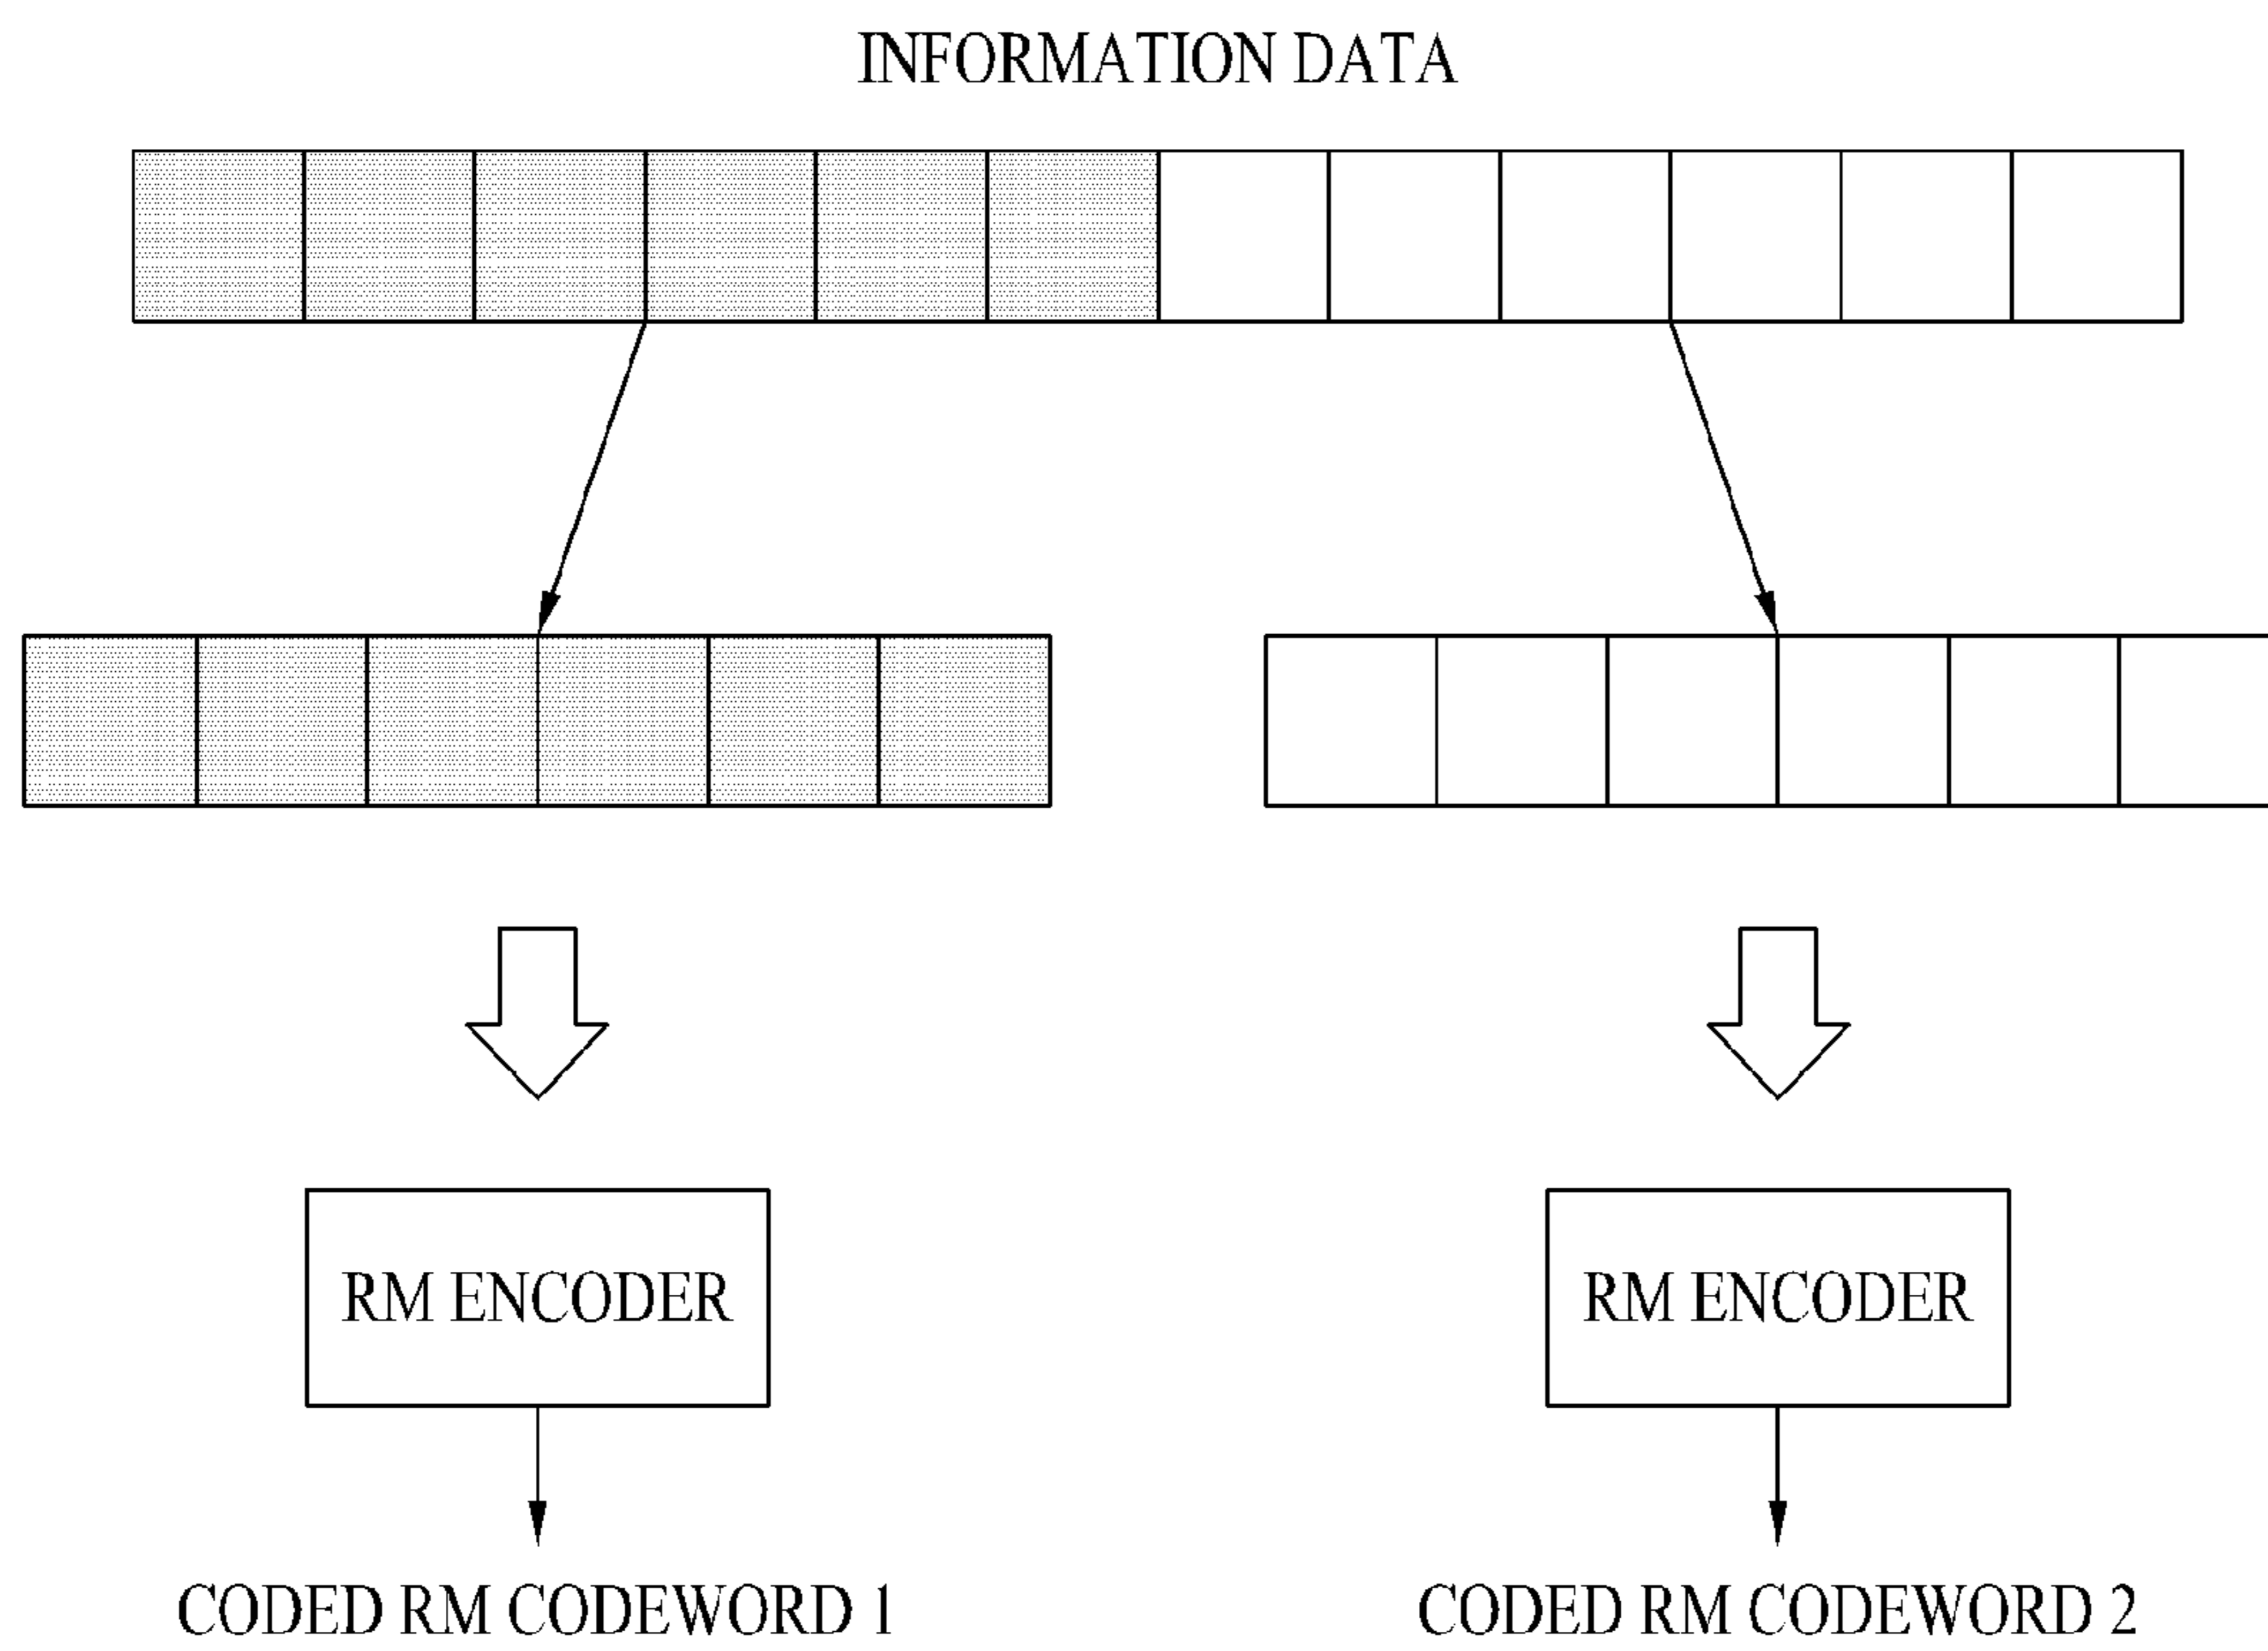 INFORMATION DATA
RM ENCODER
RM ENCODER
CODED RM CODEWORD 1
CODED RM CODEWORD 2